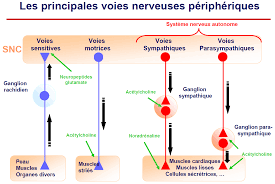 Les principales voies nerveuses périphériques
Système nerveux autonome
SNC
Voies
sensitives
Voies
motrices
Voies
Sympathiques
Voies
Parasympathiques
Neuropeptides
glutamate
Ganglion
rachidien
Acétylcholine
Ganglion
sympathique
Acétylcholine
Acétylcholine
Noradrénaline
Ganglion para-
sympathique
Acétylcholine
Peau
Muscles
Organes divers
Muscles
striés
Muscles cardiaques
Muscles lisses
Cellules sécrétrices, ...